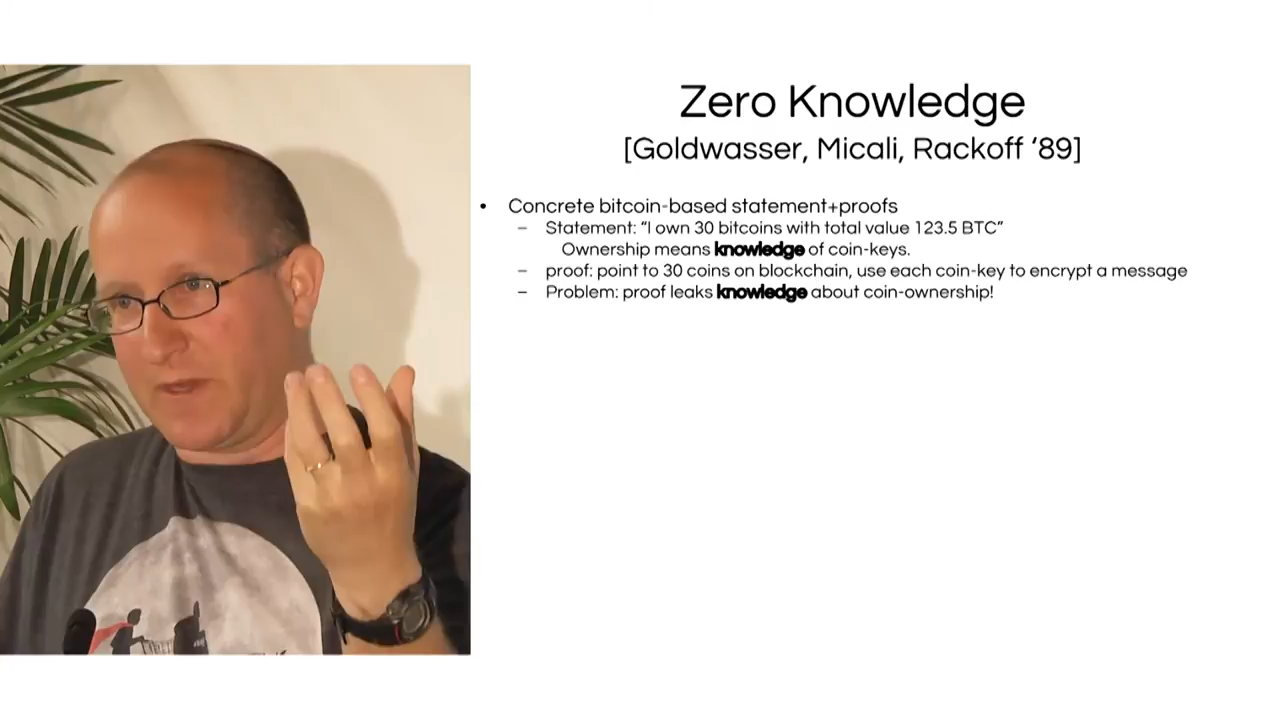 Zero Knowledge
[Goldwasser, Micali, Rackoff ‘89]
• Concrete bitcoin-based statement+proofs
– Statement: “I own 30 bitcoins with total value 123.5 BTC”
Ownership means knowledge of coin-keys.
– proof: point to 30 coins on blockchain, use each coin-key to encrypt a message
– Problem: proof leaks knowledge about coin-ownership!